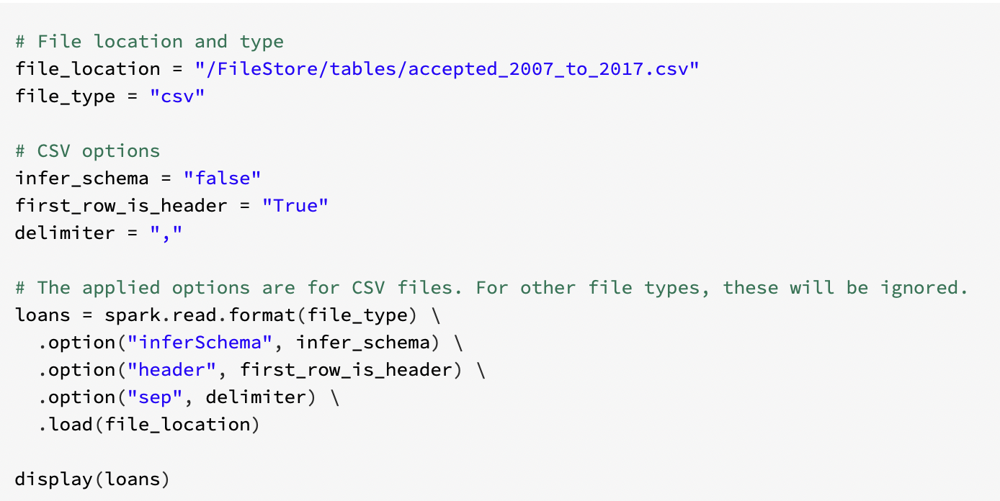 # File location and type
file_location = "/FileStore/tables/accepted_2007_to_2017.csv"
file_type = "csv"

# CSV options
infer_schema = "false"
first_row_is_header = "True"
delimiter = ","

# The applied options are for CSV files. For other file types, these will be ignored.
loans = spark.read.format(file_type) \
  .option("inferSchema", infer_schema) \
  .option("header", first_row_is_header) \
  .option("sep", delimiter) \
  .load(file_location)

display(loans)